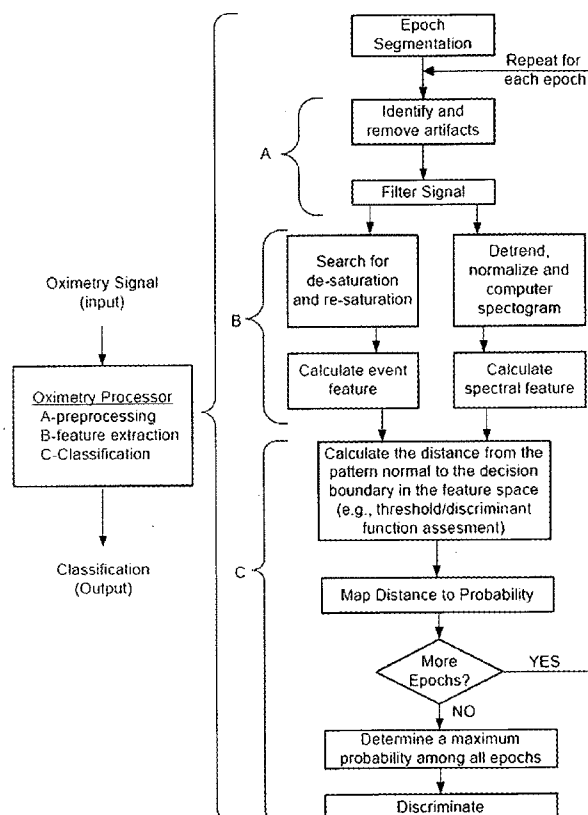 Epoch
Segmentation
Repeat for
each epoch
Identify and
remove artifacts
A
Filter Signal
Search for
de-saturation
and re-saturation
Detrend,
normalize and
computer
spectogram
B
Calculate event
feature
Calculate
spectral feature
Oximetry Signal
(input)
Oximetry Processor
A-preprocessing
B-feature extraction
C-Classification
Classification
(Output)
Calculate the distance from the
pattern normal to the decision
boundary in the feature space
(e.g., threshold/discriminant
function assesment)
C
Map Distance to Probability
More
Epochs?
YES
NO
Determine a maximum
probability among all epochs
Discriminate